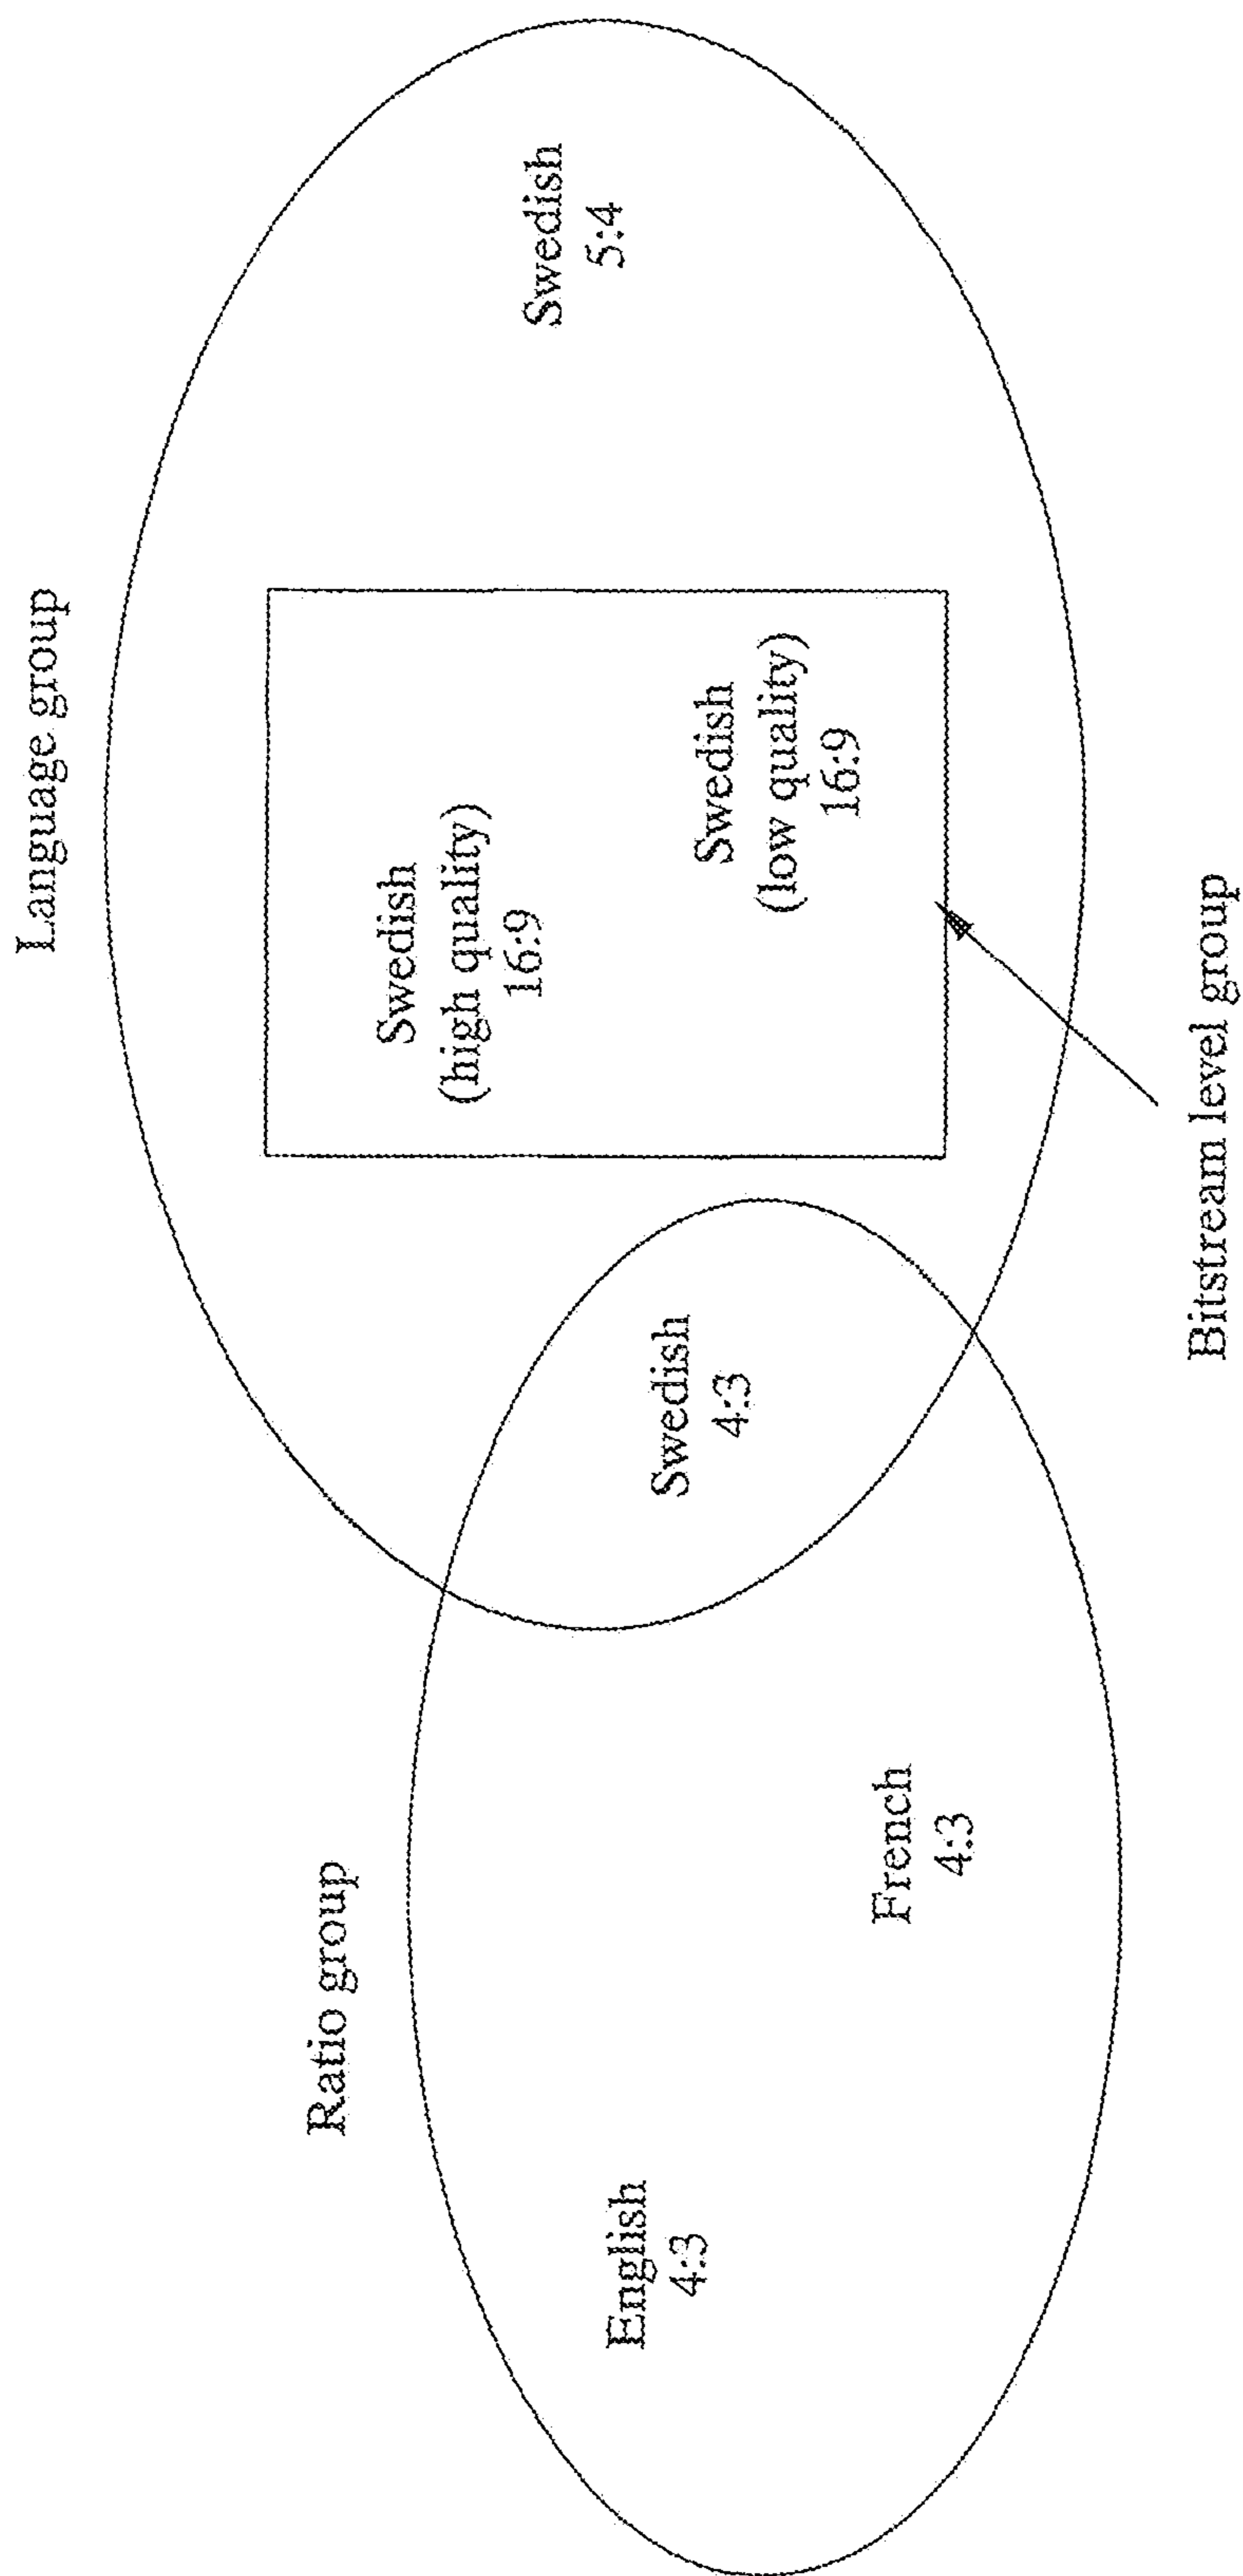 Language group
Ratio group
Swedish
(high quality)
16:9
Swedish
5:4
English
4:3
Swedish
4:3
Swedish
(low quality)
16:9
French
4:3
Bitstream level group